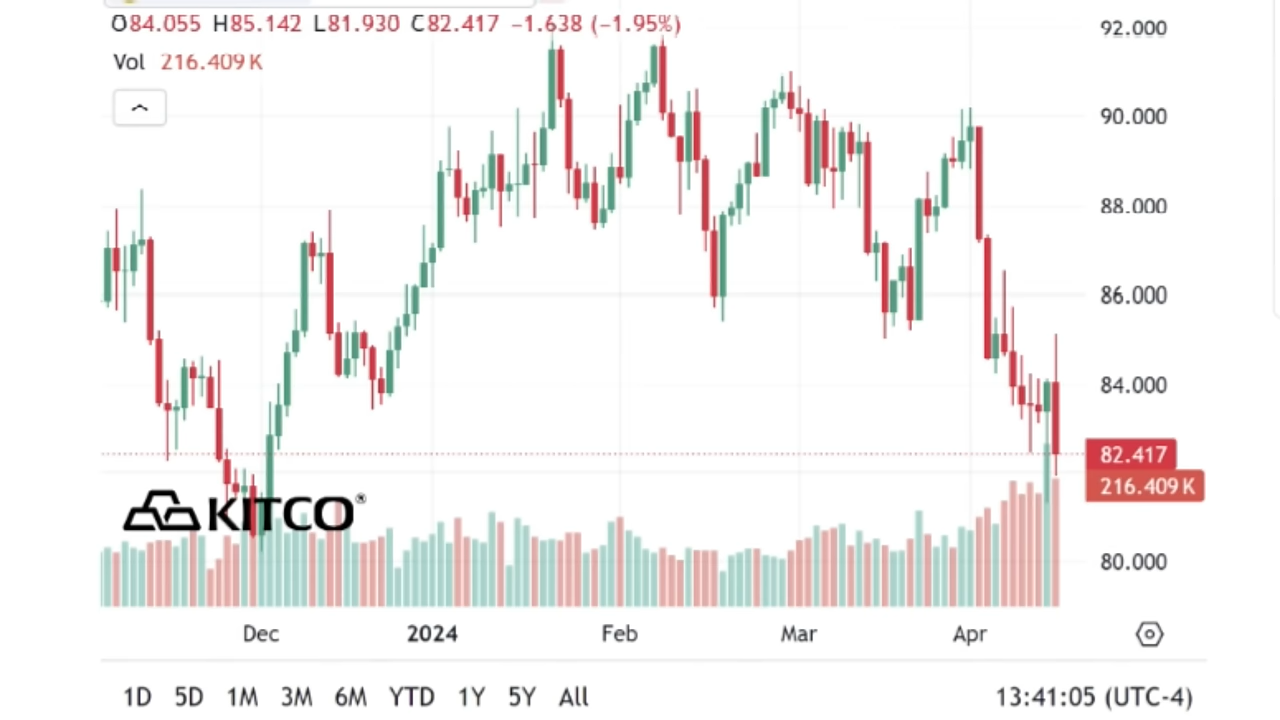 O84.055 H85.142 L81.930 C82.417 −1.638 (−1.95%)
Vol 216.409 K
92.000
90.000
88.000
86.000
84.000
82.417
216.409 K
80.000
KITCO®
Dec 2024 Feb Mar Apr
1D 5D 1M 3M 6M YTD 1Y 5Y All 13:41:05 (UTC-4)